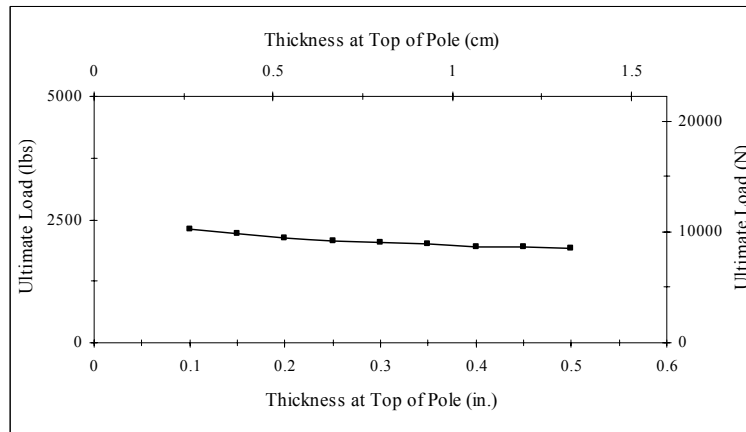 Thickness at Top of Pole (cm)
0 0.5 1 1.5
5000
2500
0
20000
10000
0
Ultimate Load (lbs)
Ultimate Load (N)
0 0.1 0.2 0.3 0.4 0.5 0.6
Thickness at Top of Pole (in.)